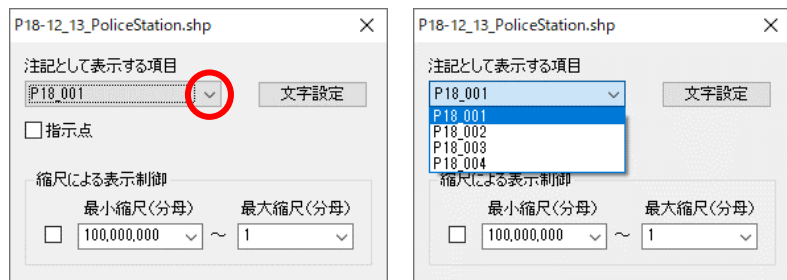 P18-12_13_PoliceStation.shp
注記として表示する項目
P18_001
文字設定
指示点
縮尺による表示制御
最小縮尺(分母) 最大縮尺(分母)
100,000,000 ～ 1
P18-12_13_PoliceStation.shp
注記として表示する項目
P18_001
文字設定
P18_001
P18_002
P18_003
P18_004
縮尺による表示制御
最小縮尺(分母) 最大縮尺(分母)
100,000,000 ～ 1